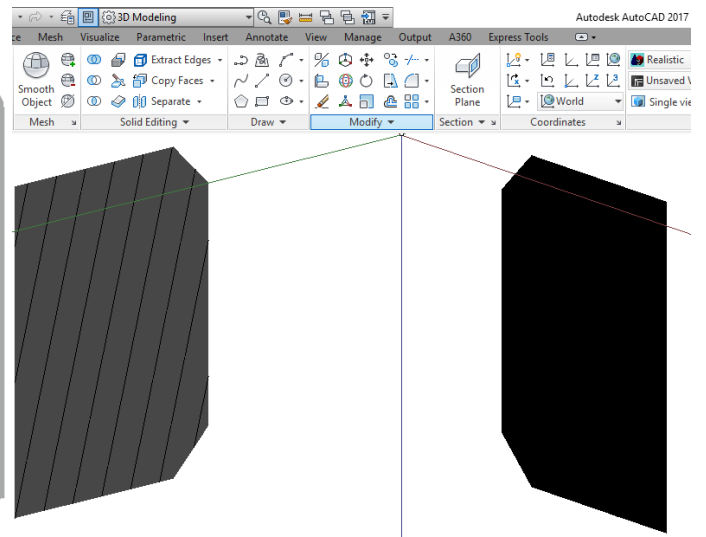 3D Modeling
Autodesk AutoCAD 2017
ce Mesh Visualize Parametric Insert Annotate View Manage Output A360 Express Tools
Extract Edges
Realistic
Smooth
Object
Copy Faces
Section
Plane
Unsaved V
Separate
World
Single vie
Mesh Solid Editing Draw Modify Section Coordinates